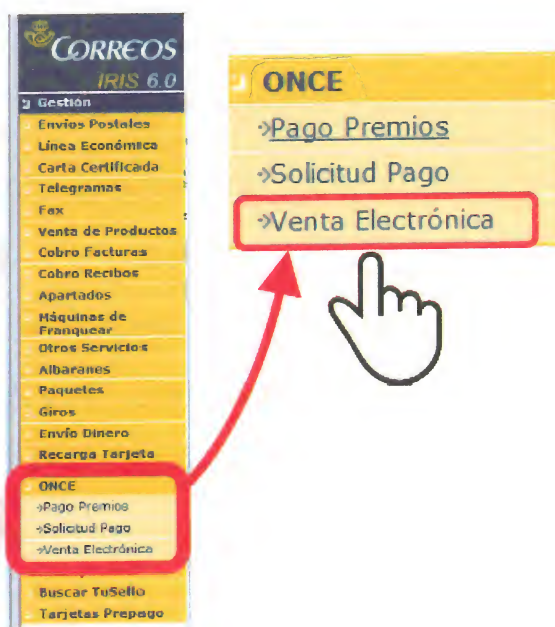 CORREOS
IRIS 6.0
Gestión
Envíos Postales
Línea Económica
Carta Certificada
Telegramas
Fax
Venta de Productos
Cobro Facturas
Cobro Recibos
Apartados
Máquinas de
Franquear
Otros Servicios
Albaranes
Paquetes
Giros
Envío Dinero
Recarga Tarjeta
ONCE
Pago Premios
Solicitud Pago
Venta Electrónica
Buscar TuSello
Tarjetas Prepago
ONCE
Pago Premios
Solicitud Pago
Venta Electrónica